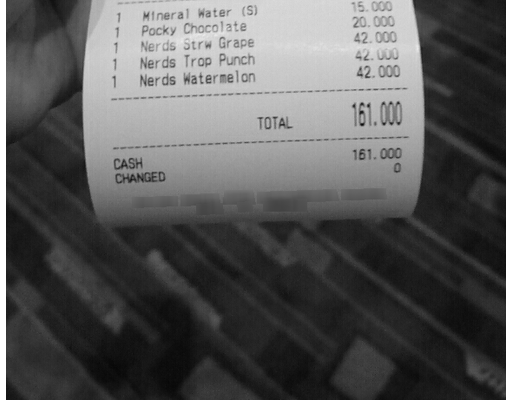 1 Mineral Water (S) 15.000
1 Pocky Chocolate 20.000
1 Nerds Strw Grape 42.000
1 Nerds Trop Punch 42.000
1 Nerds Watermelon 42.000
TOTAL 161.000
CASH 161.000
CHANGED 0